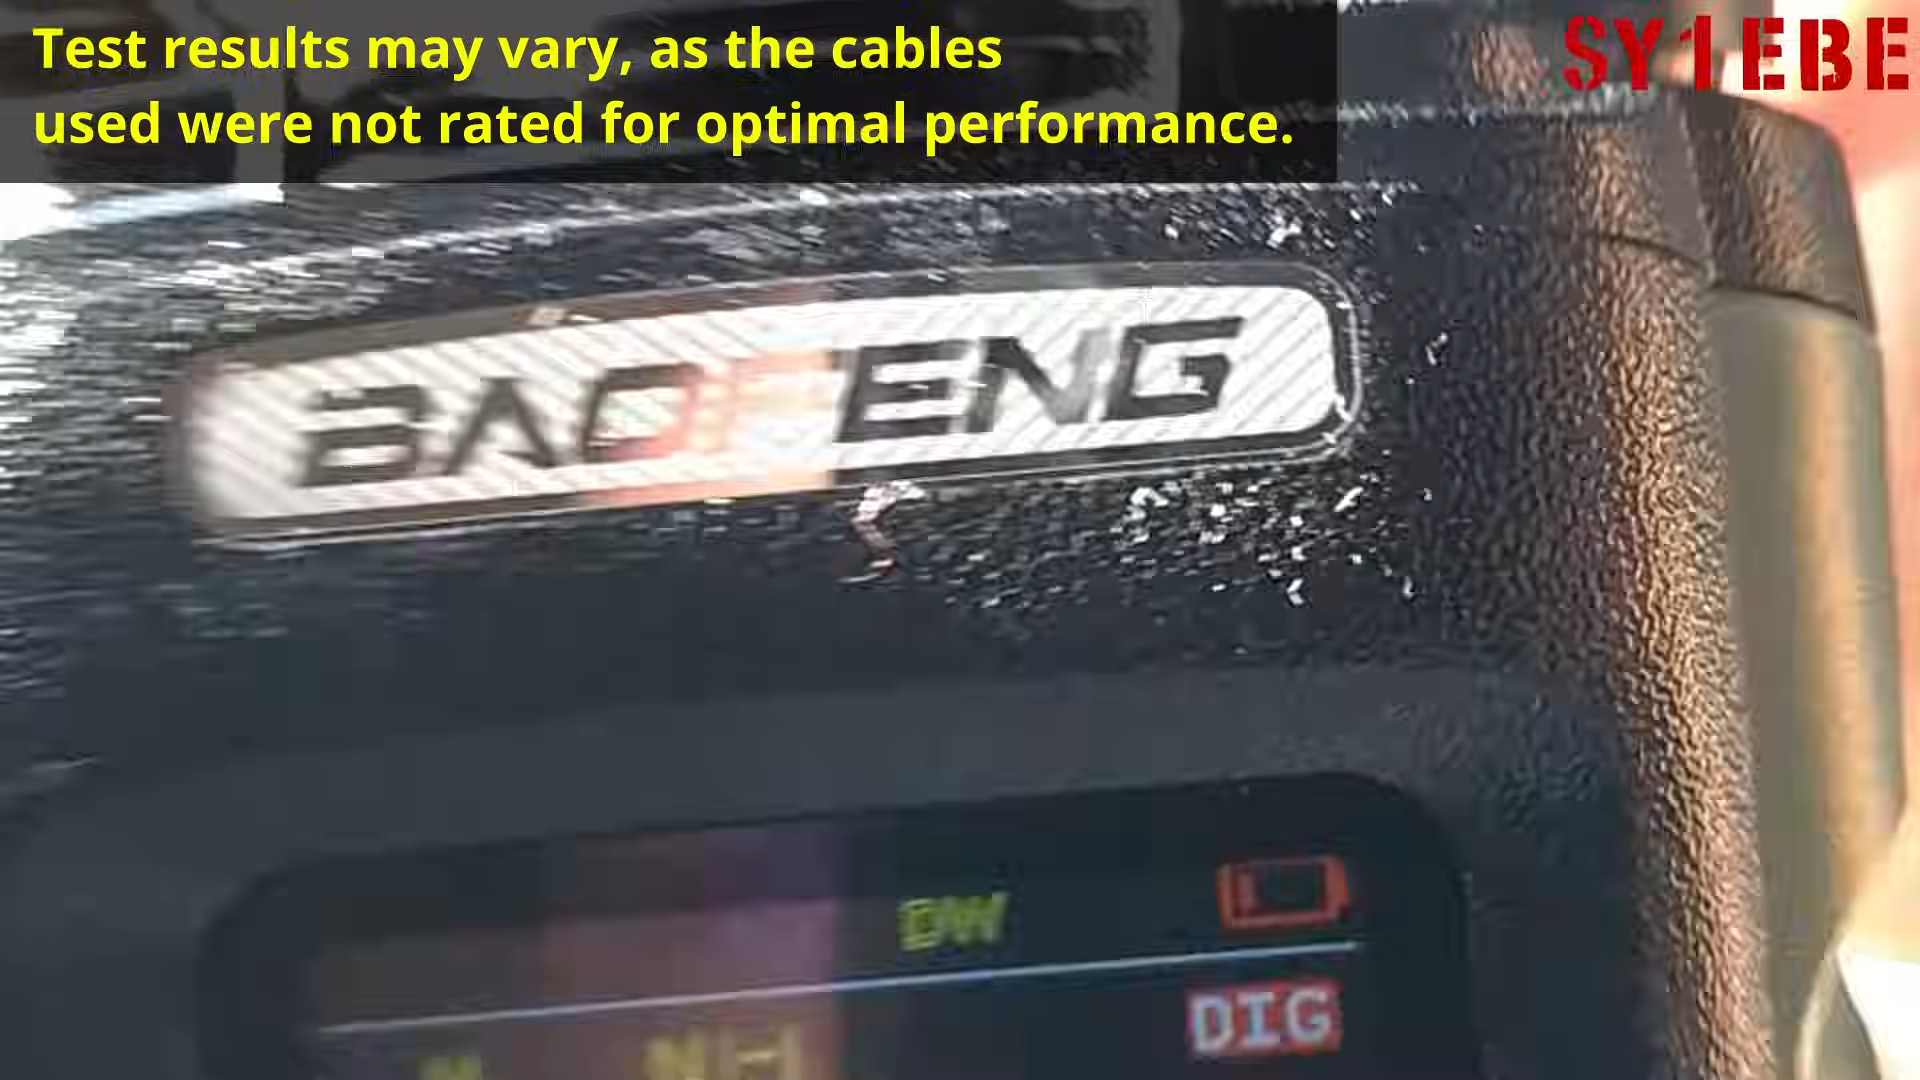 Test results may vary, as the cables
used were not rated for optimal performance.
SY1EBE
BAOFENG
DW
DIG